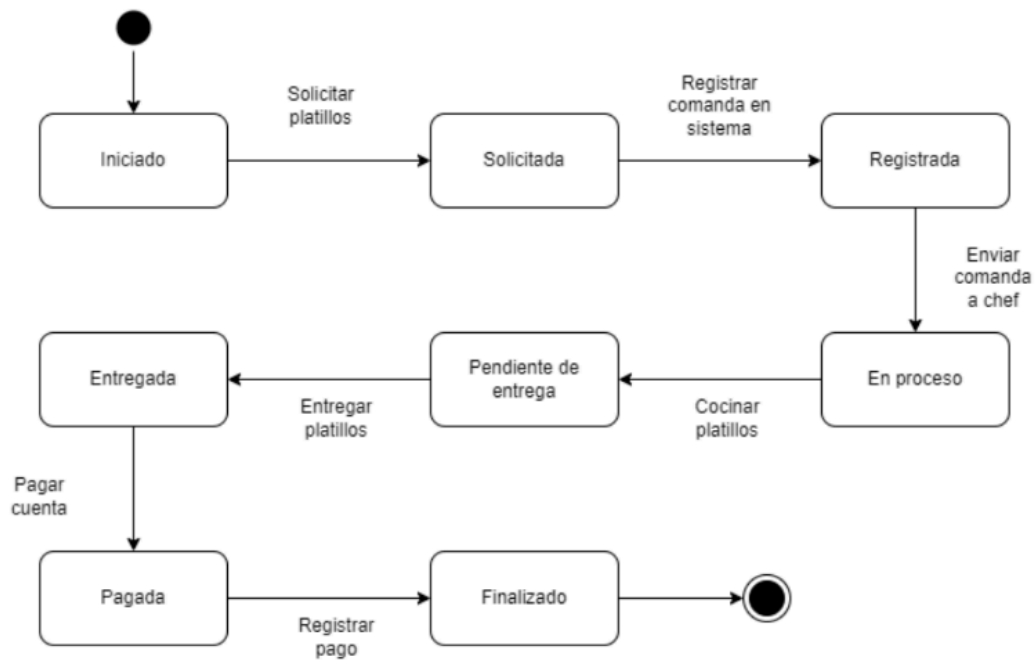 Solicitar
platillos
Registrar
comanda en
sistema
Iniciado
Solicitada
Registrada
Enviar
comanda
a chef
Entregada
Pendiente de
entrega
En proceso
Entregar
platillos
Cocinar
platillos
Pagar
cuenta
Pagada
Finalizado
Registrar
pago